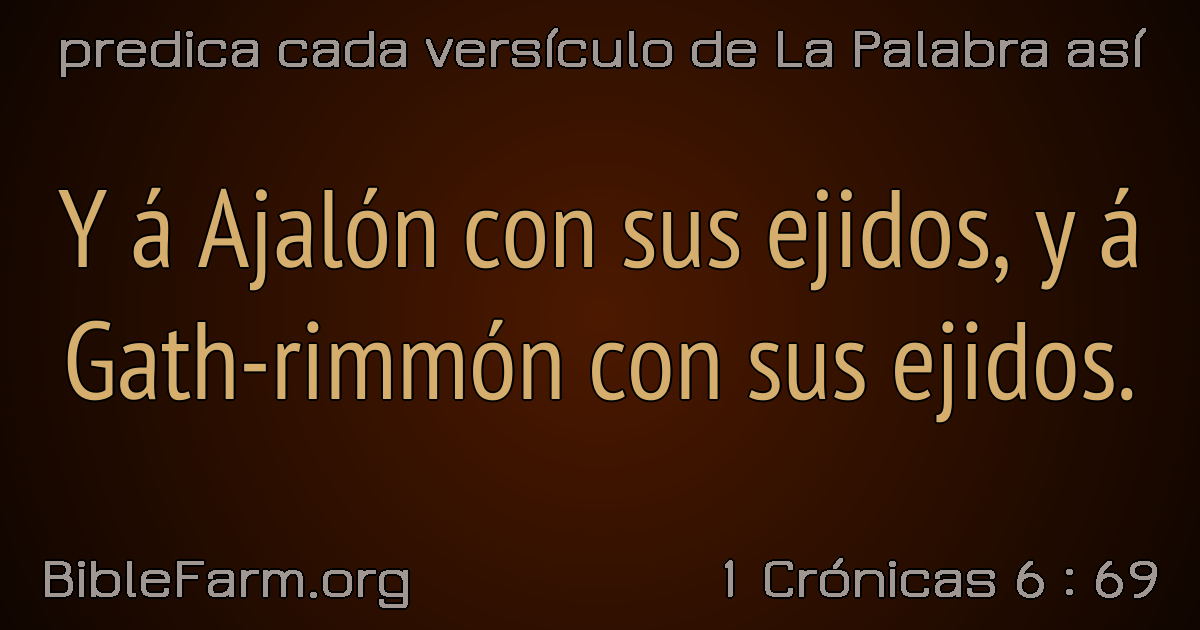 predica cada versículo de La Palabra así
Y á Ajalón con sus ejidos, y á
Gath-rimmón con sus ejidos.
BibleFarm.org
1 Crónicas 6 : 69